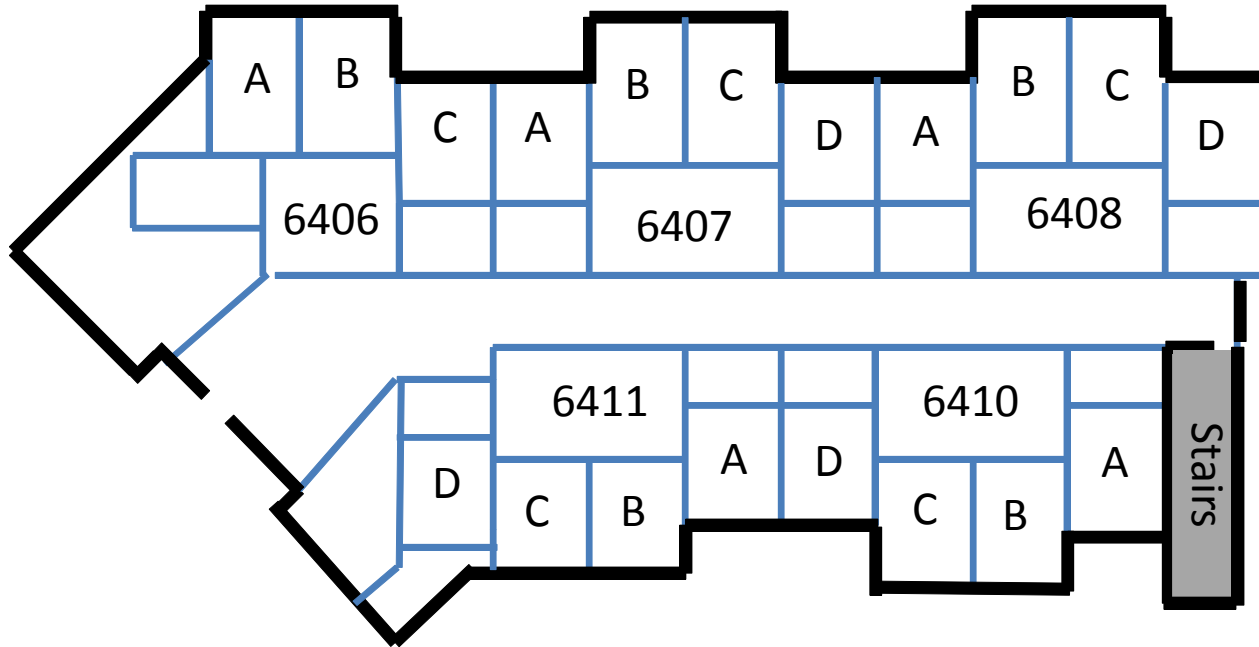 A B C A B C D A B C D
6406 6407 6408
6411 6410
D C B A D C B A
Stairs